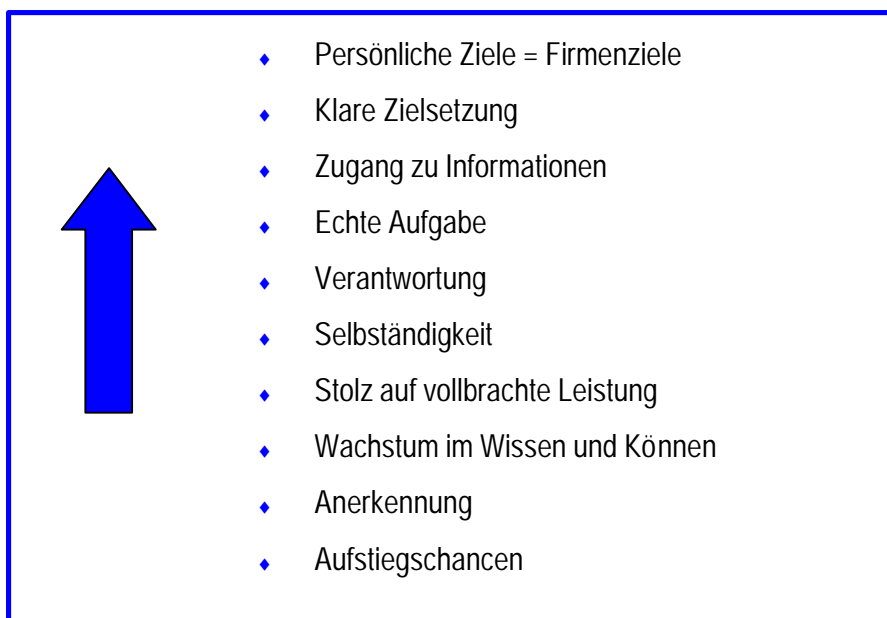 ♦ Persönliche Ziele = Firmenziele
♦ Klare Zielsetzung
♦ Zugang zu Informationen
♦ Echte Aufgabe
♦ Verantwortung
♦ Selbständigkeit
♦ Stolz auf vollbrachte Leistung
♦ Wachstum im Wissen und Können
♦ Anerkennung
♦ Aufstiegschancen